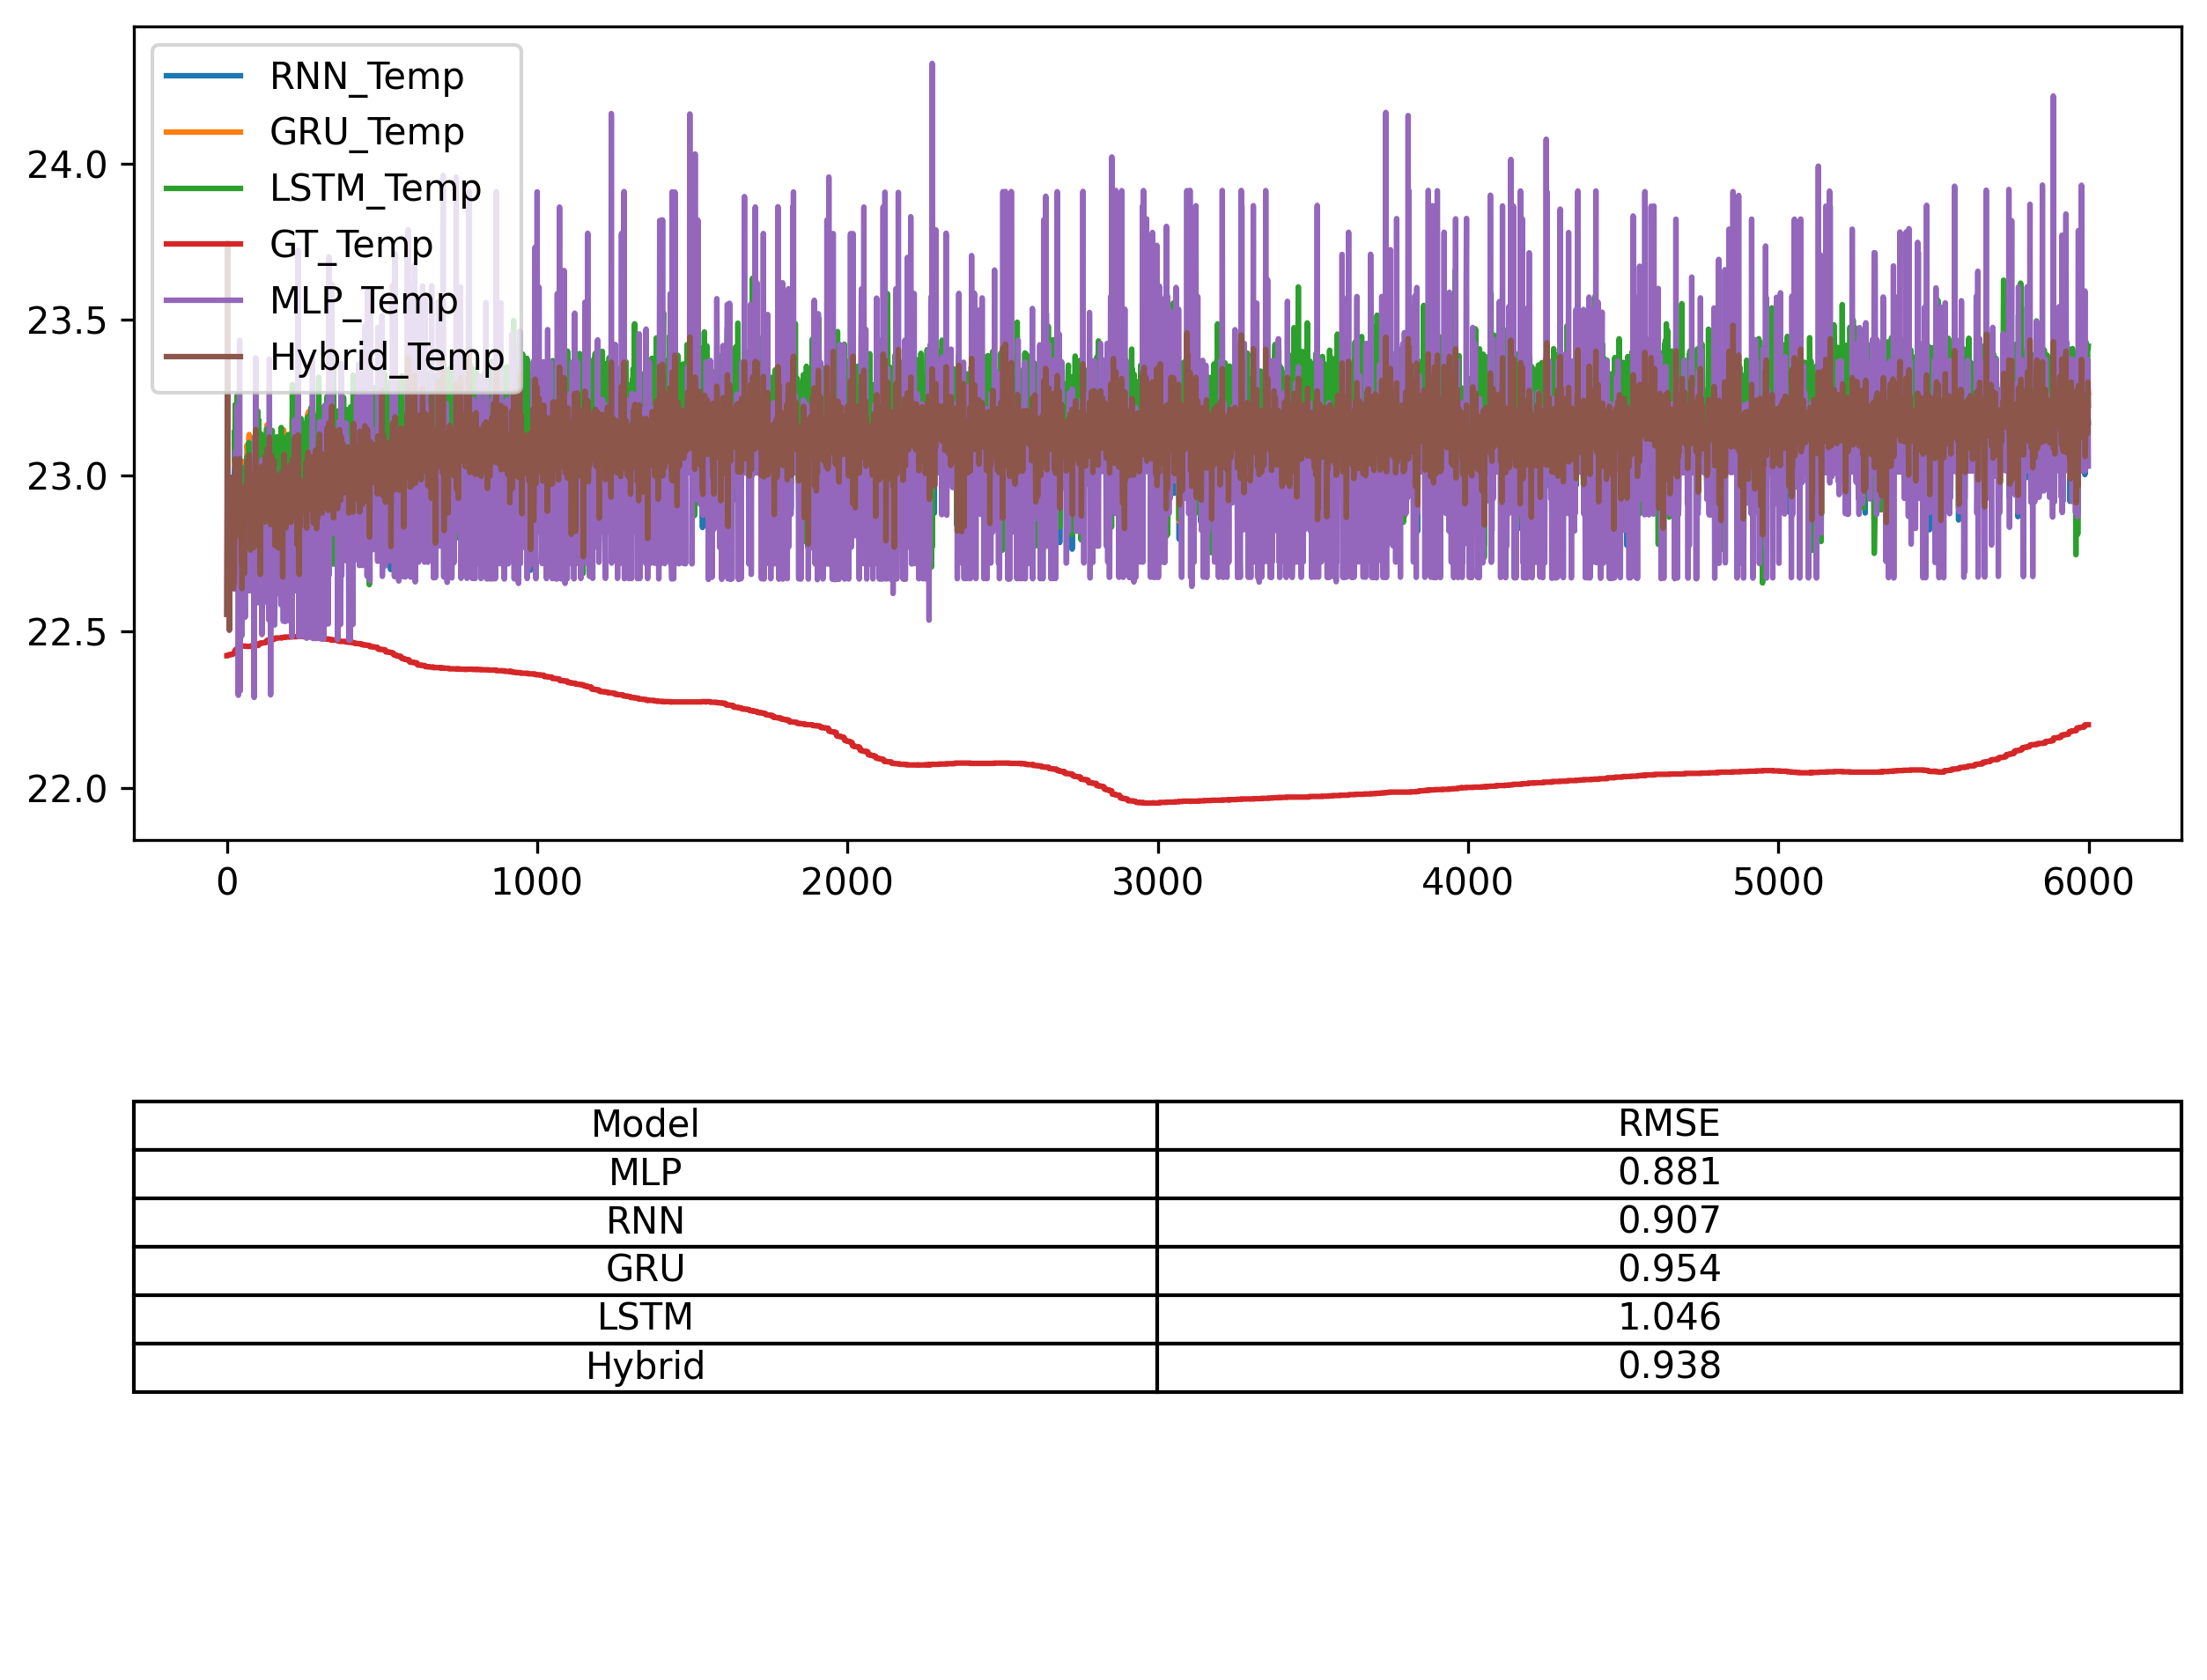 RNN_Temp
GRU_Temp
LSTM_Temp
GT_Temp
MLP_Temp
Hybrid_Temp
24.0
23.5
23.0
22.5
22.0
0 1000 2000 3000 4000 5000 6000
Model RMSE
MLP 0.881
RNN 0.907
GRU 0.954
LSTM 1.046
Hybrid 0.938